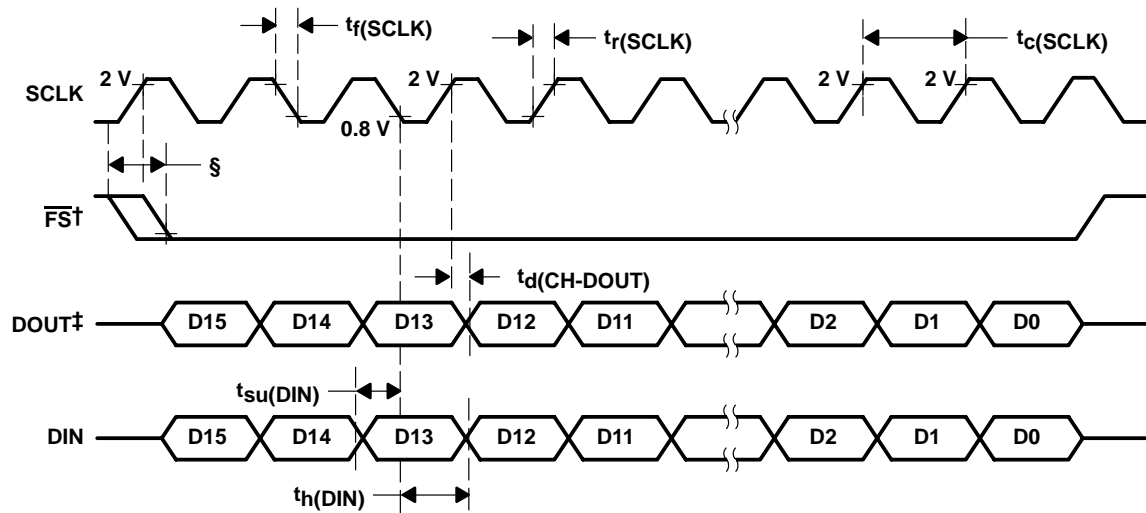 tf(SCLK)
tr(SCLK)
tc(SCLK)
SCLK
2 V
2 V
2 V
2 V
0.8 V
§
FS†
td(CH-DOUT)
DOUT‡
D15
D14
D13
D12
D11
D2
D1
D0
tsu(DIN)
DIN
D15
D14
D13
D12
D11
D2
D1
D0
th(DIN)